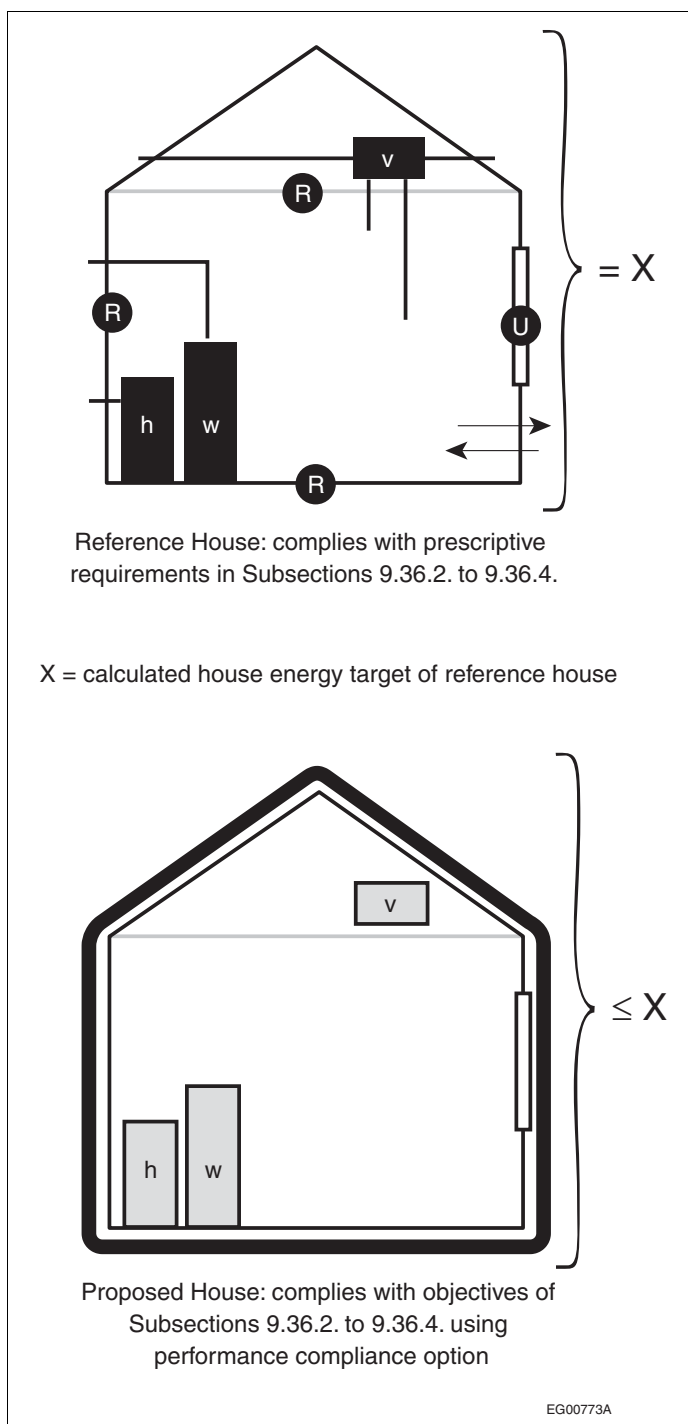 v
R
= X
R
U
h
w
R
Reference House: complies with prescriptive
requirements in Subsections 9.36.2. to 9.36.4.
X = calculated house energy target of reference house
v
≤ X
h
w
Proposed House: complies with objectives of
Subsections 9.36.2. to 9.36.4. using
performance compliance option
EG00773A